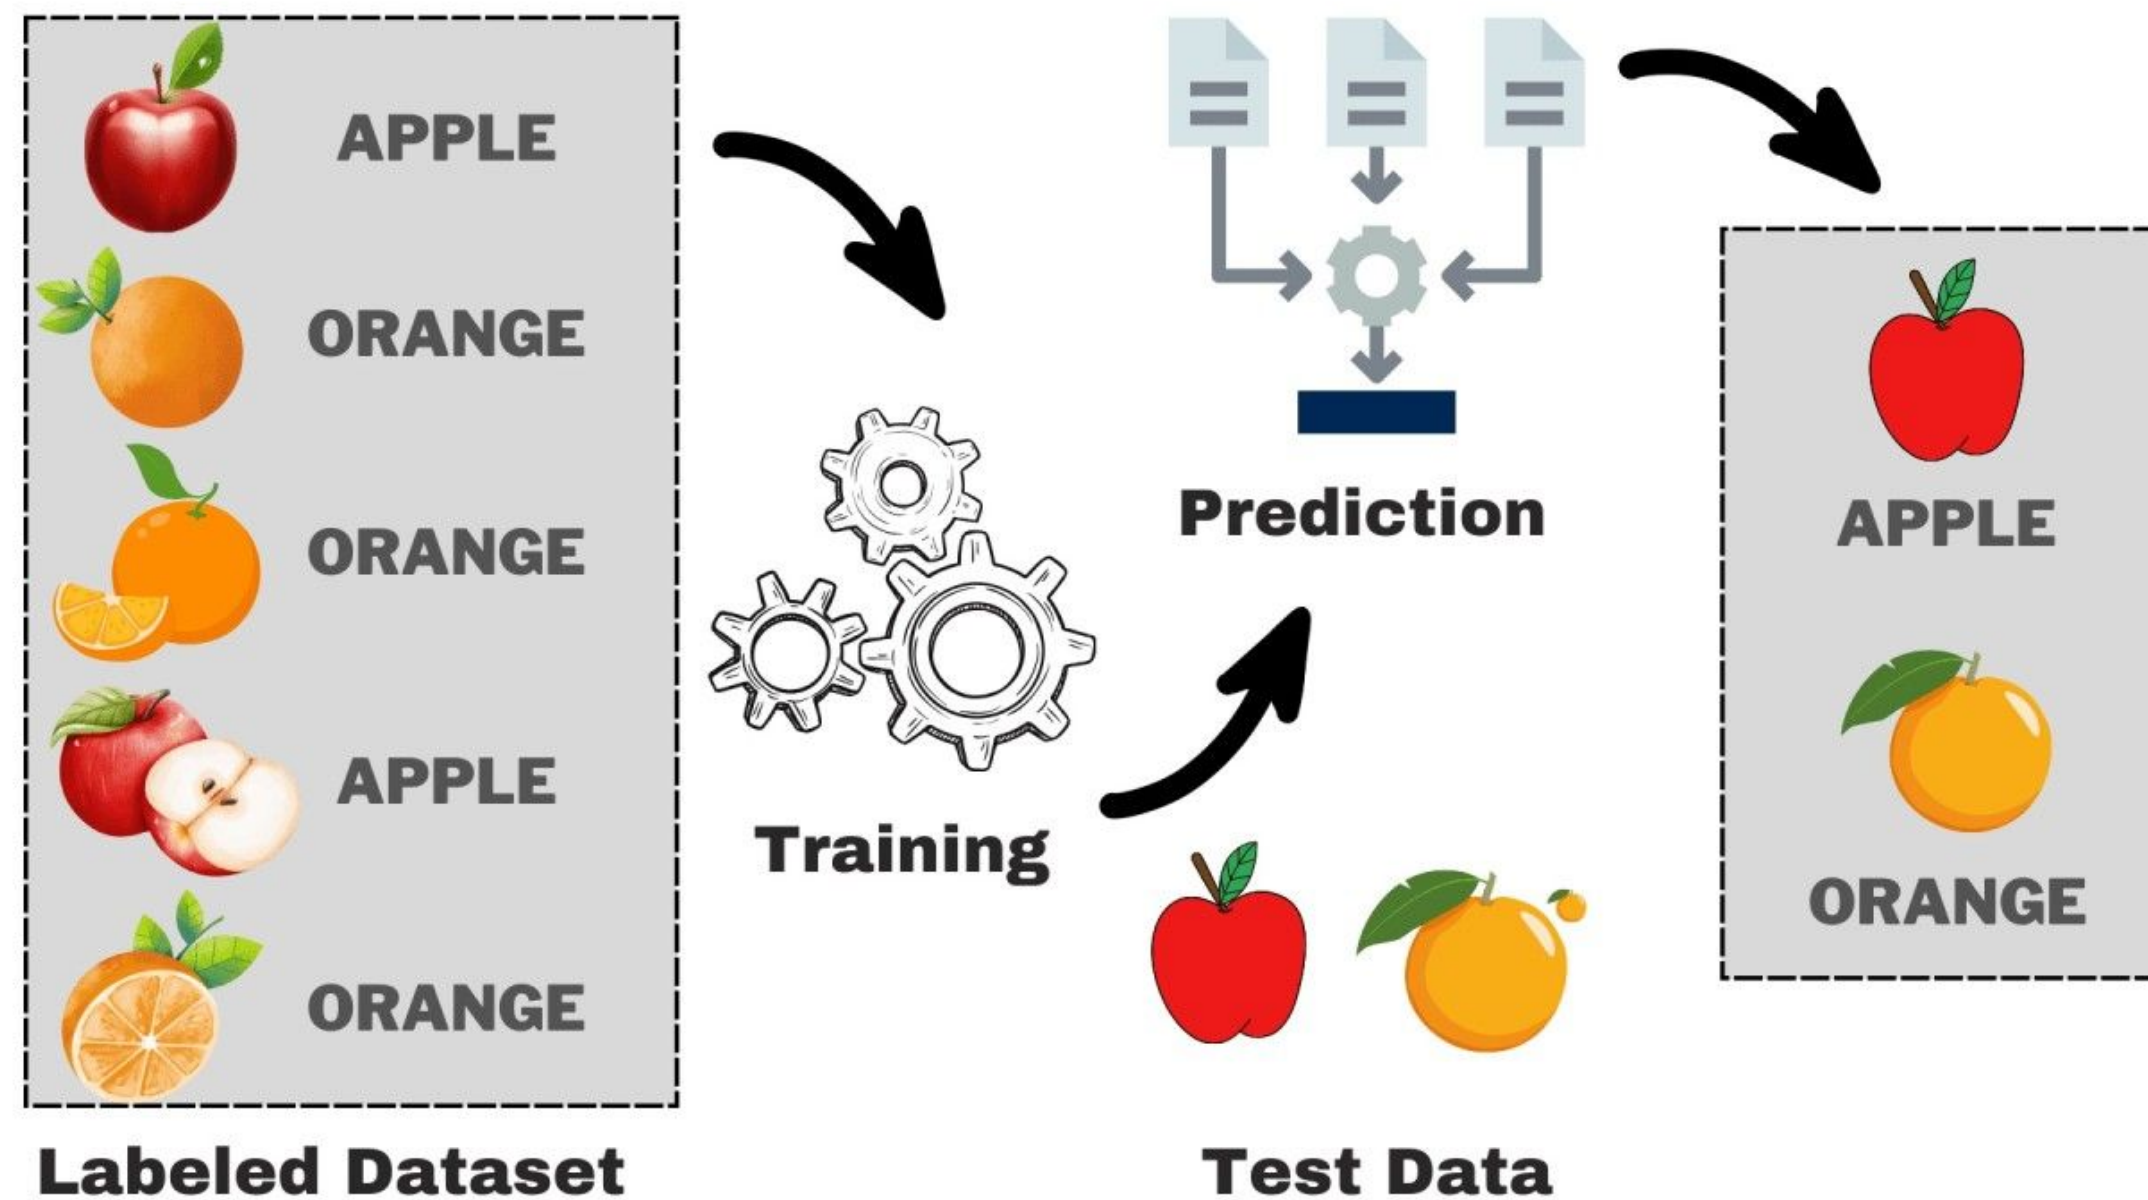 APPLE
ORANGE
ORANGE
APPLE
ORANGE
Labeled Dataset
Training
Prediction
Test Data
APPLE
ORANGE